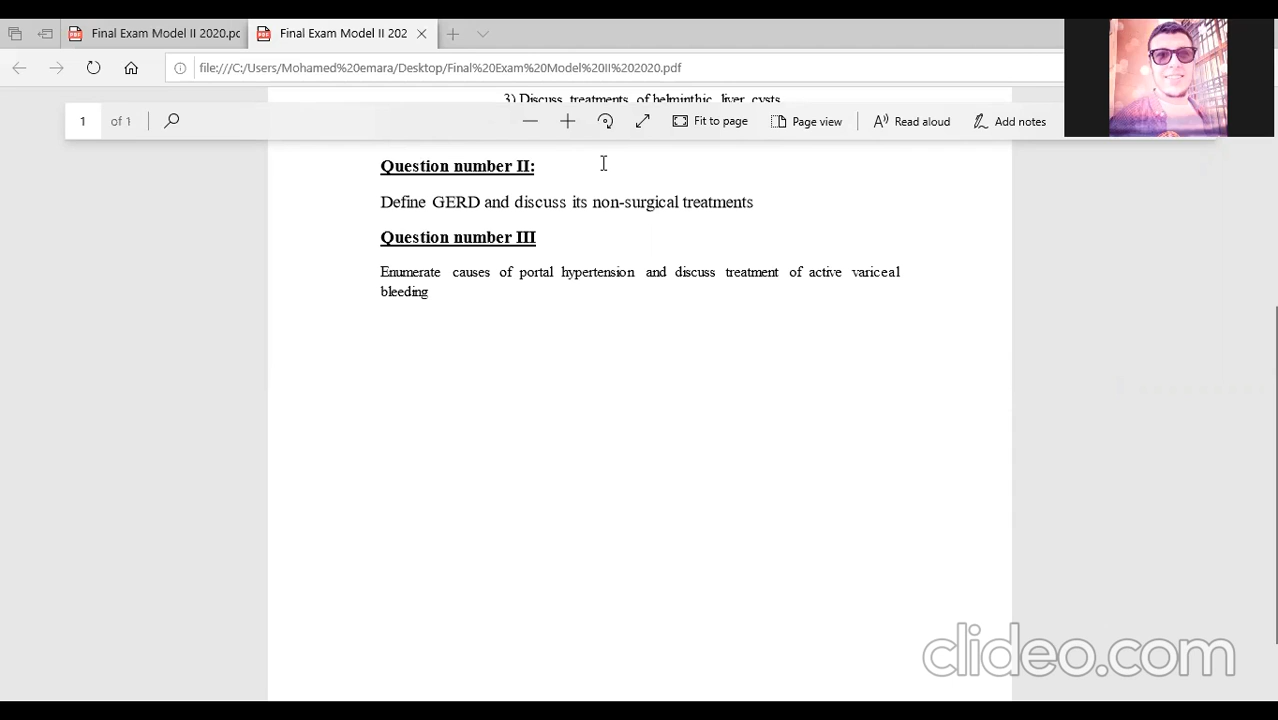 Final Exam Model II 2020.pc
Final Exam Model II 202
file:///C:/Users/Mohamed%20emara/Desktop/Final%20Exam%20Model%20II%202020.pdf
3) Discuss treatments of helminthic liver cysts
1 of 1
Fit to page
Page view
Read aloud
Add notes
Question number II:
Define GERD and discuss its non-surgical treatments
Question number III
Enumerate causes of portal hypertension and discuss treatment of active variceal
bleeding
clideo.com